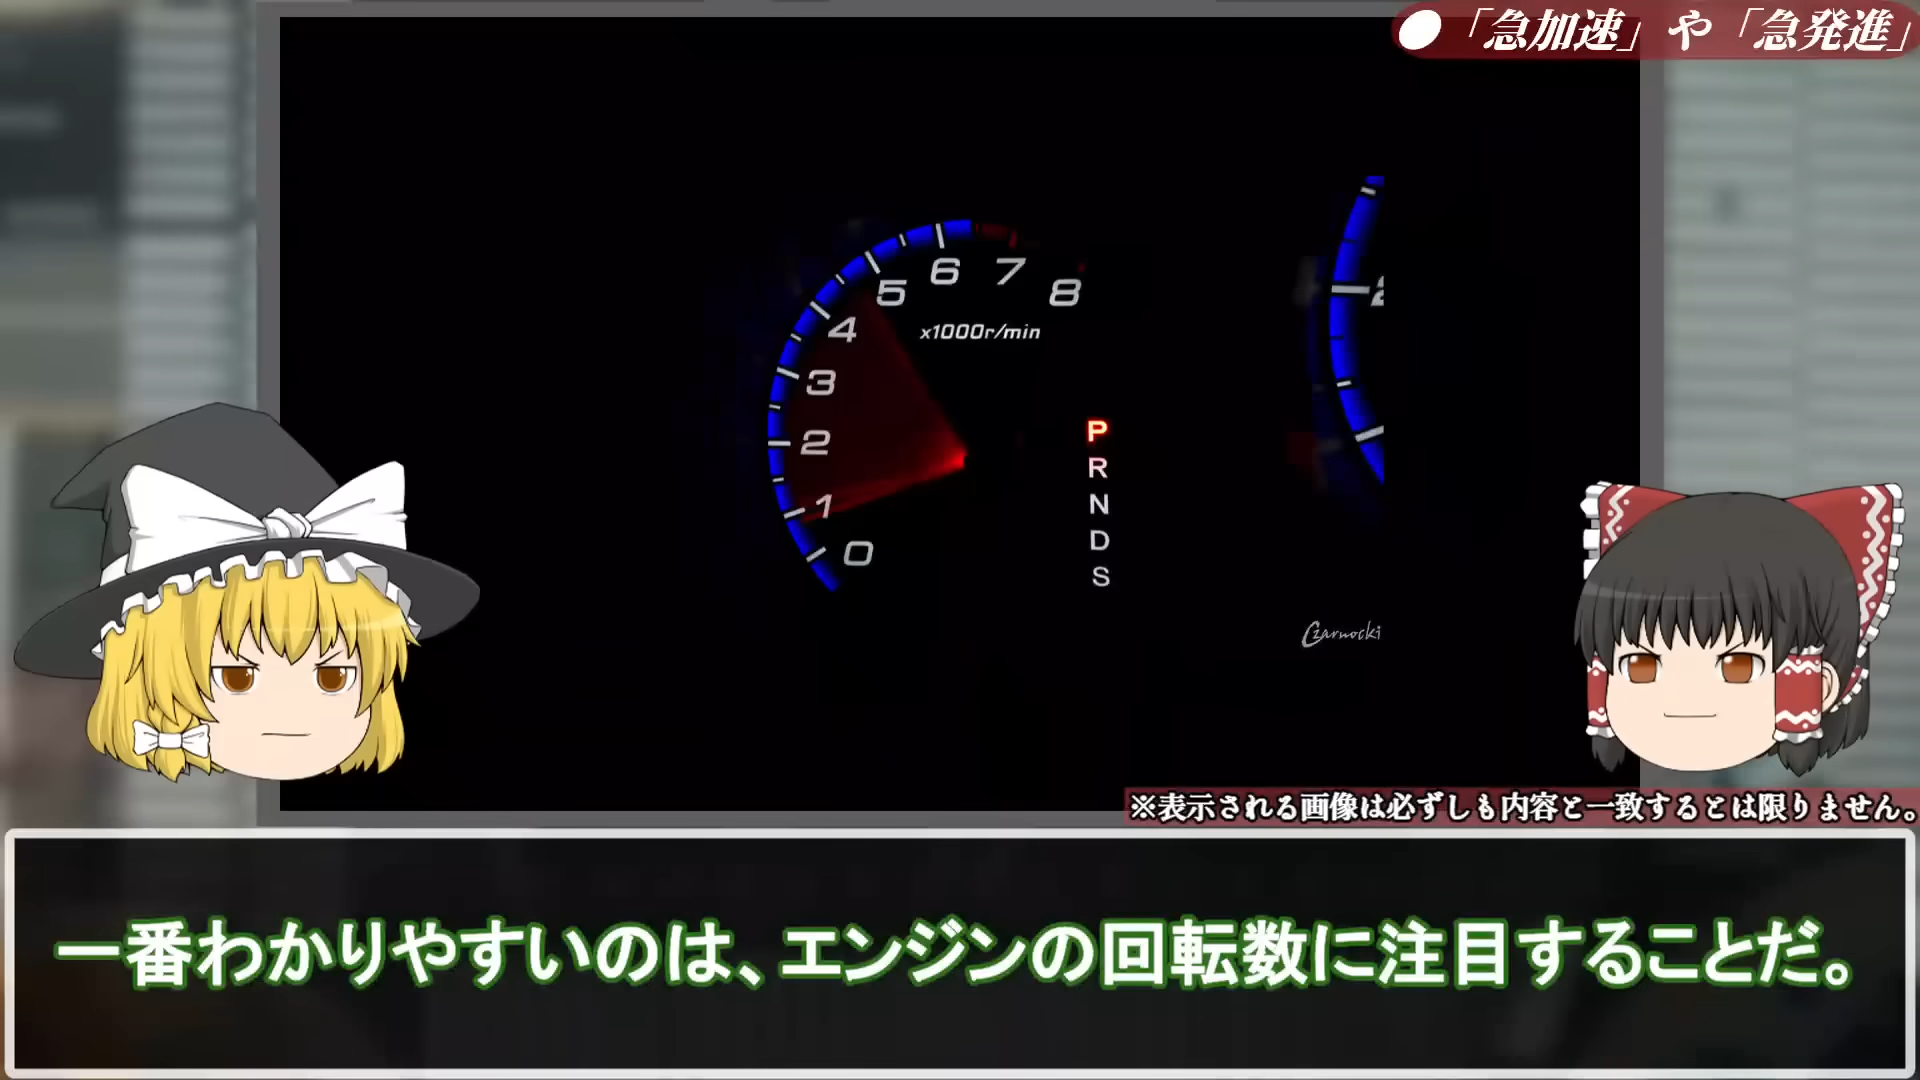 ●「急加速」や「急発進」
6
7
5
8
4
x1000r/min
3
2
1
0
P
R
N
D
S
Czarnocki
※表示される画像は必ずしも内容と一致するとは限りません。
一番わかりやすいのは、エンジンの回転数に注目することだ。